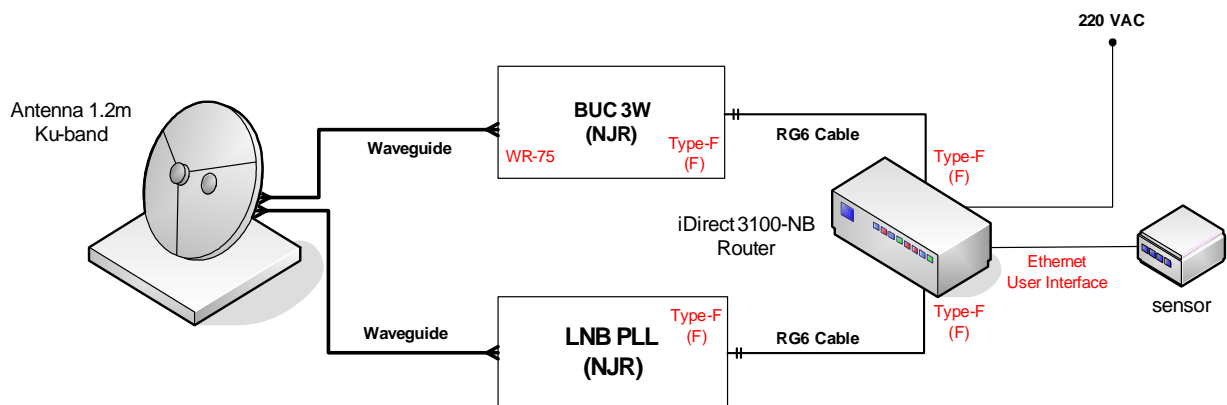 220 VAC
Antenna 1.2m
Ku-band
Waveguide
BUC 3W
(NJR)
WR-75
Type-F
(F)
RG6 Cable
Type-F
(F)
iDirect 3100-NB
Router
Ethernet
User Interface
sensor
Waveguide
LNB PLL
(NJR)
Type-F
(F)
RG6 Cable
Type-F
(F)